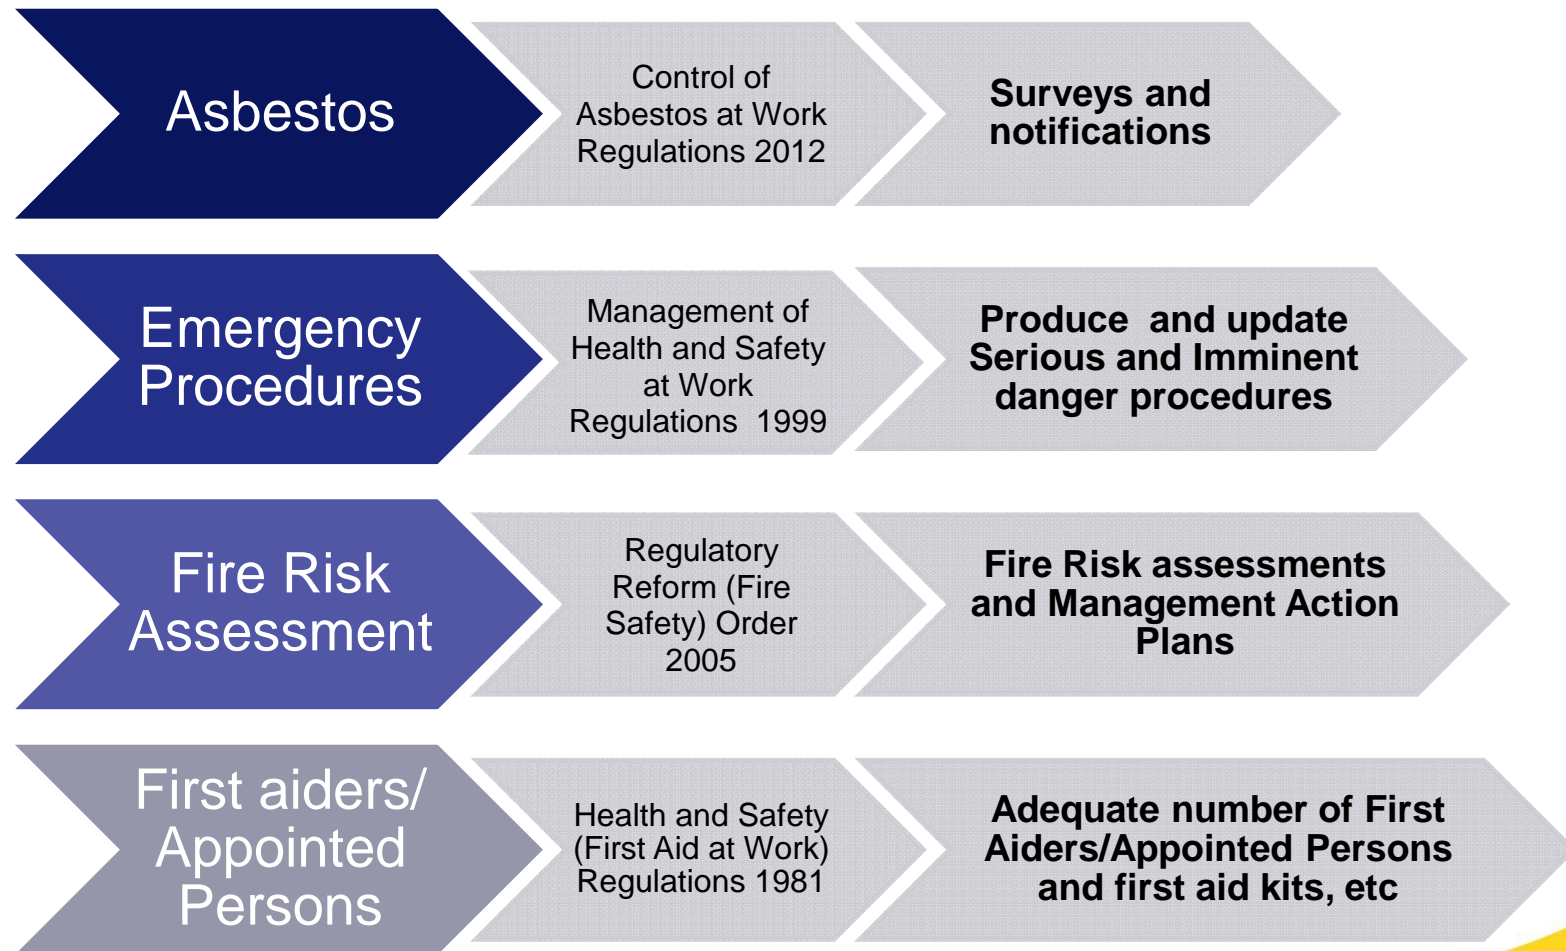 Asbestos
Control of
Asbestos at Work
Regulations 2012
Surveys and
notifications
Emergency
Procedures
Management of
Health and Safety
at Work
Regulations  1999
Produce  and update
Serious and Imminent
danger procedures
Fire Risk
Assessment
Regulatory
Reform (Fire
Safety) Order
2005
Fire Risk assessments
and Management Action
Plans
First aiders/
Appointed
Persons
Health and Safety
(First Aid at Work)
Regulations 1981
Adequate number of First
Aiders/Appointed Persons
and first aid kits, etc